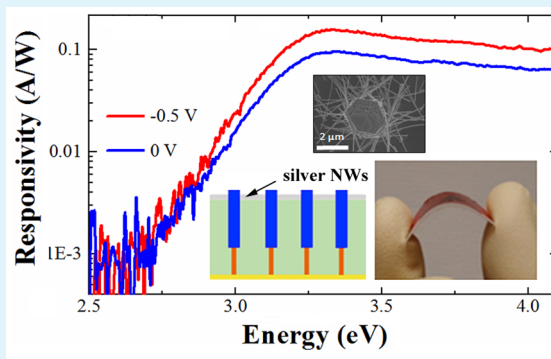 Responsivity (A/W)
0.1
0.01
1E-3
-0.5 V
0 V
2 μm
silver NWs
2.5 3.0 3.5 4.0
Energy (eV)